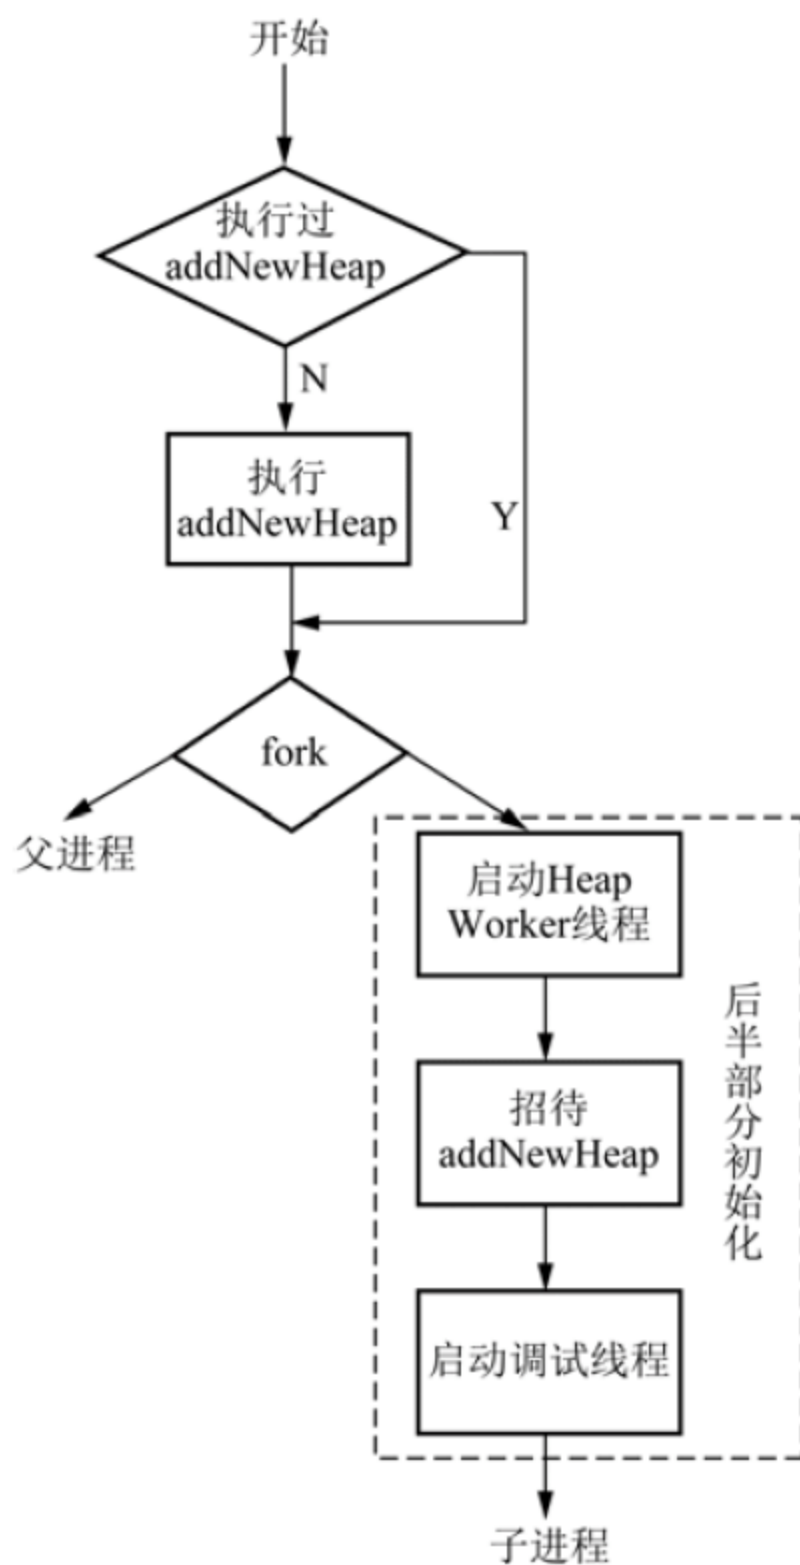 开始
执行过
addNewHeap
N
执行
addNewHeap
Y
fork
父进程
启动Heap
Worker线程
招待
addNewHeap
启动调试线程
后半部分初始化
子进程